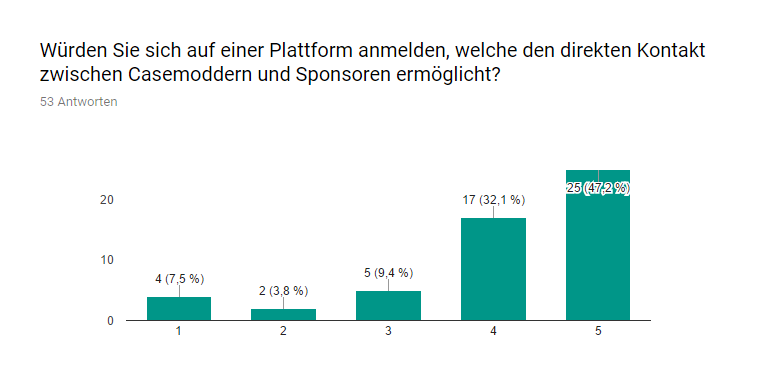 Würden Sie sich auf einer Plattform anmelden, welche den direkten Kontakt
zwischen Casemoddern und Sponsoren ermöglicht?
53 Antworten
20
10
0
4 (7,5 %)
2 (3,8 %)
5 (9,4 %)
17 (32,1 %)
25 (47,2 %)
1 2 3 4 5